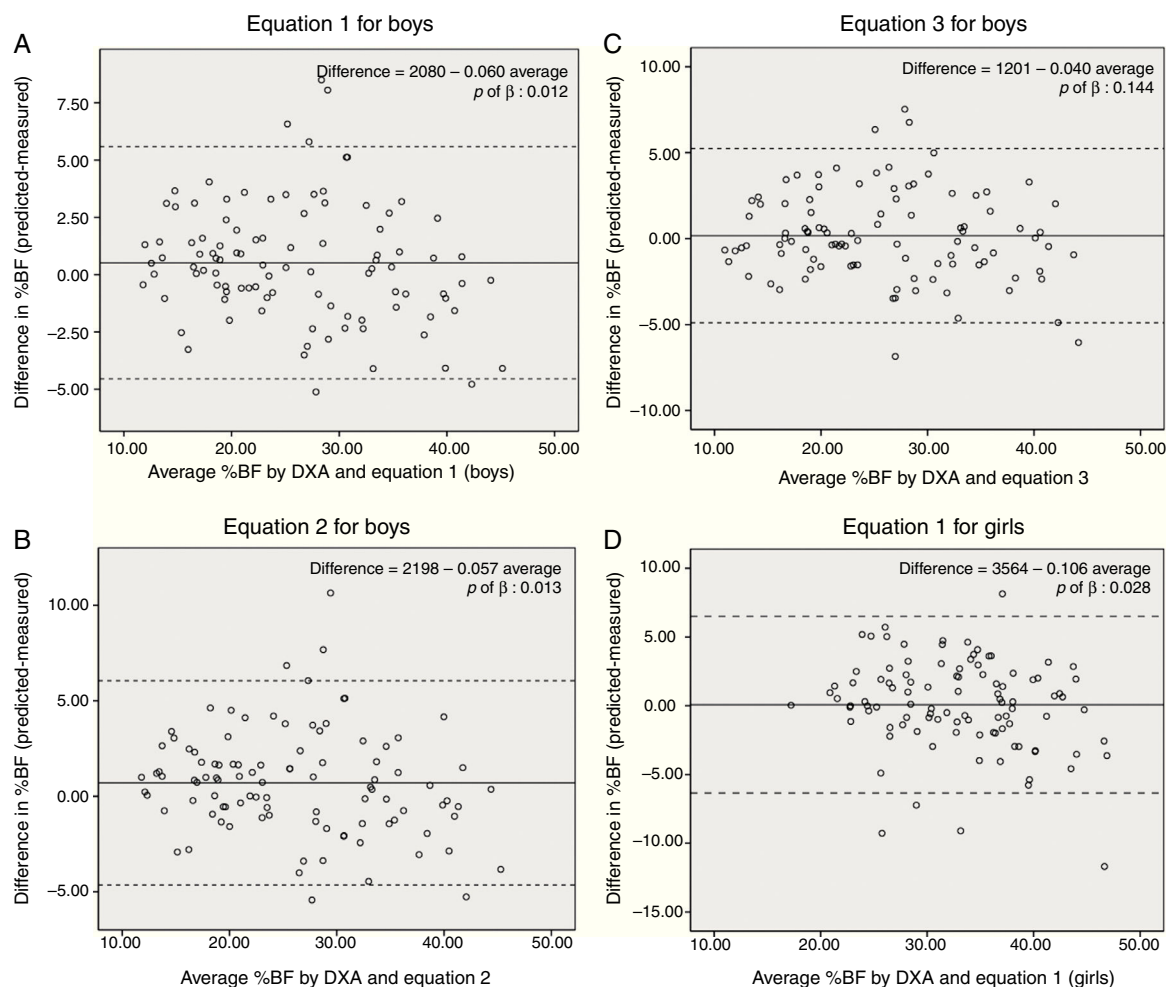 A
Equation 1 for boys
Difference in %BF (predicted-measured)
Difference = 2080 – 0.060 average
p of β : 0.012
7.50
5.00
2.50
0.00
–2.50
–5.00
10.00 20.00 30.00 40.00 50.00
Average %BF by DXA and equation 1 (boys)
B
Equation 2 for boys
Difference in %BF (predicted-measured)
Difference = 2198 – 0.057 average
p of β : 0.013
10.00
5.00
0.00
–5.00
10.00 20.00 30.00 40.00 50.00
Average %BF by DXA and equation 2
C
Equation 3 for boys
Difference in %BF (predicted-measured)
Difference = 1201 – 0.040 average
p of β : 0.144
10.00
5.00
0.00
–5.00
–10.00
10.00 20.00 30.00 40.00 50.00
Average %BF by DXA and equation 3
D
Equation 1 for girls
Difference in %BF (predicted-measured)
Difference = 3564 – 0.106 average
p of β : 0.028
10.00
5.00
0.00
–5.00
–10.00
–15.00
10.00 20.00 30.00 40.00 50.00
Average %BF by DXA and equation 1 (girls)